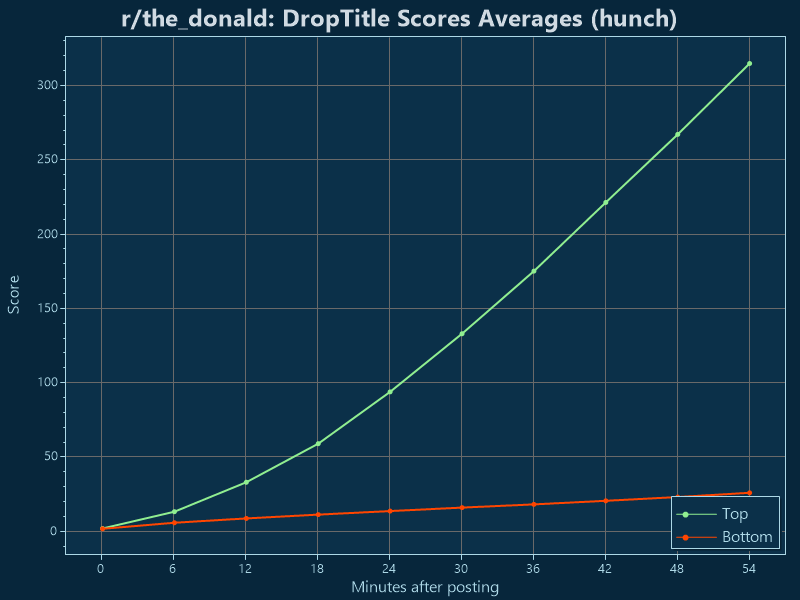 r/the_donald: DropTitle Scores Averages (hunch)
Score
300
250
200
150
100
50
0
0 6 12 18 24 30 36 42 48 54
Minutes after posting
Top
Bottom